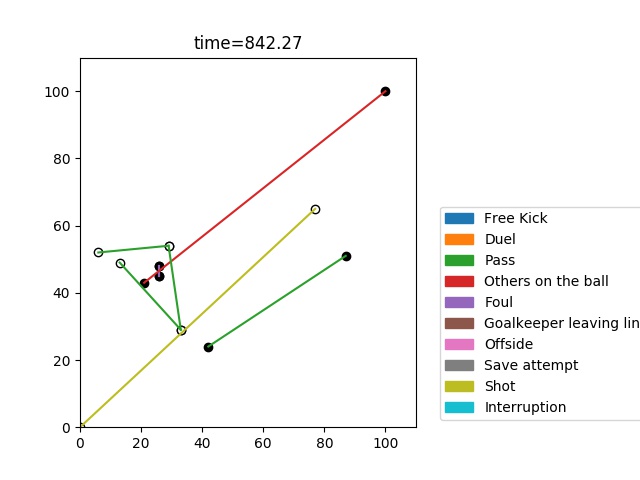 time=842.27
100
80
60
40
20
0
0 20 40 60 80 100
Free Kick
Duel
Pass
Others on the ball
Foul
Goalkeeper leaving lin
Offside
Save attempt
Shot
Interruption